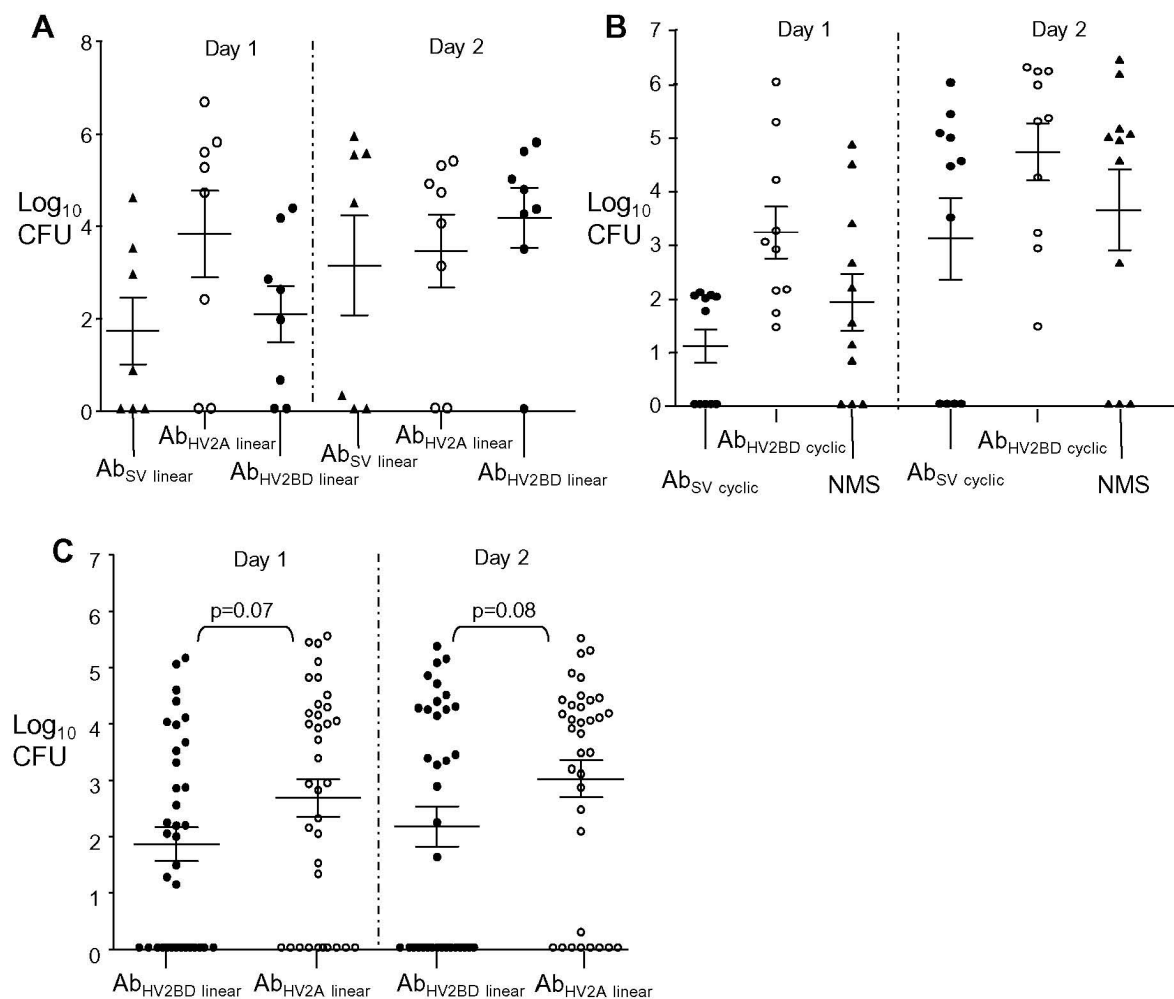 A
Day 1
Day 2
8
6
4
2
0
Log10
CFU
AbSV linear
AbHV2A linear
AbHV2BD linear
AbSV linear
AbHV2A linear
AbHV2BD linear
B
Day 1
Day 2
7
6
5
4
3
2
1
0
Log10
CFU
AbSV cyclic
AbHV2BD cyclic
NMS
AbSV cyclic
AbHV2BD cyclic
NMS
C
Day 1
Day 2
p=0.07
p=0.08
7
6
5
4
3
2
1
0
Log10
CFU
AbHV2BD linear
AbHV2A linear
AbHV2BD linear
AbHV2A linear